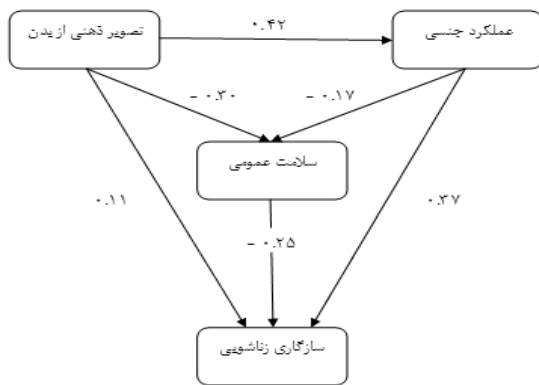 تصویر ذهنی از بدن
۰.۴۲
عملکرد جنسی
- ۰.۳۰
- ۰.۱۷
سلامت عمومی
۰.۱۱
۰.۳۷
- ۰.۲۵
سازگاری زناشویی